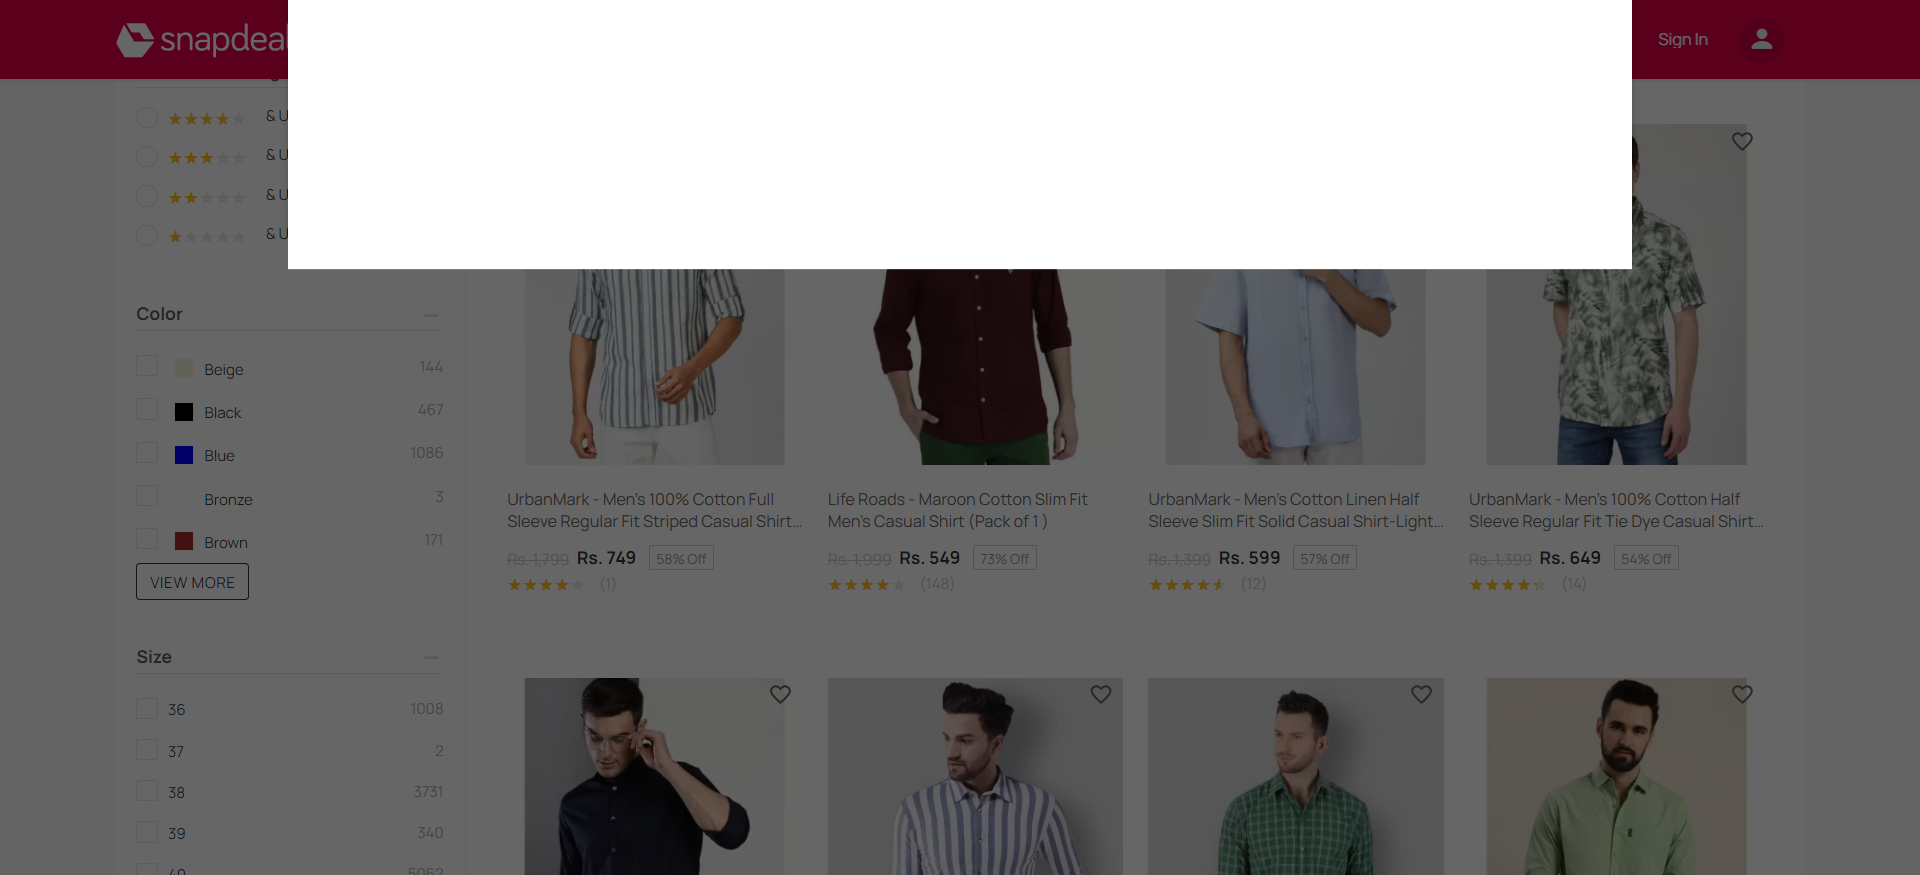 snapdeal
Sign In
& U
& U
& U
& U
Color
Beige 144
Black 467
Blue 1086
Bronze 3
Brown 171
VIEW MORE
Size
36 1008
37 2
38 3731
39 340
40 5062
UrbanMark - Men's 100% Cotton Full
Sleeve Regular Fit Striped Casual Shirt...
Rs. 1,799 Rs. 749 58% Off
(1)
Life Roads - Maroon Cotton Slim Fit
Men's Casual Shirt (Pack of 1 )
Rs. 1,999 Rs. 549 73% Off
(148)
UrbanMark - Men's Cotton Linen Half
Sleeve Slim Fit Solid Casual Shirt-Light...
Rs. 1,399 Rs. 599 57% Off
(12)
UrbanMark - Men's 100% Cotton Half
Sleeve Regular Fit Tie Dye Casual Shirt...
Rs. 1,399 Rs. 649 54% Off
(14)